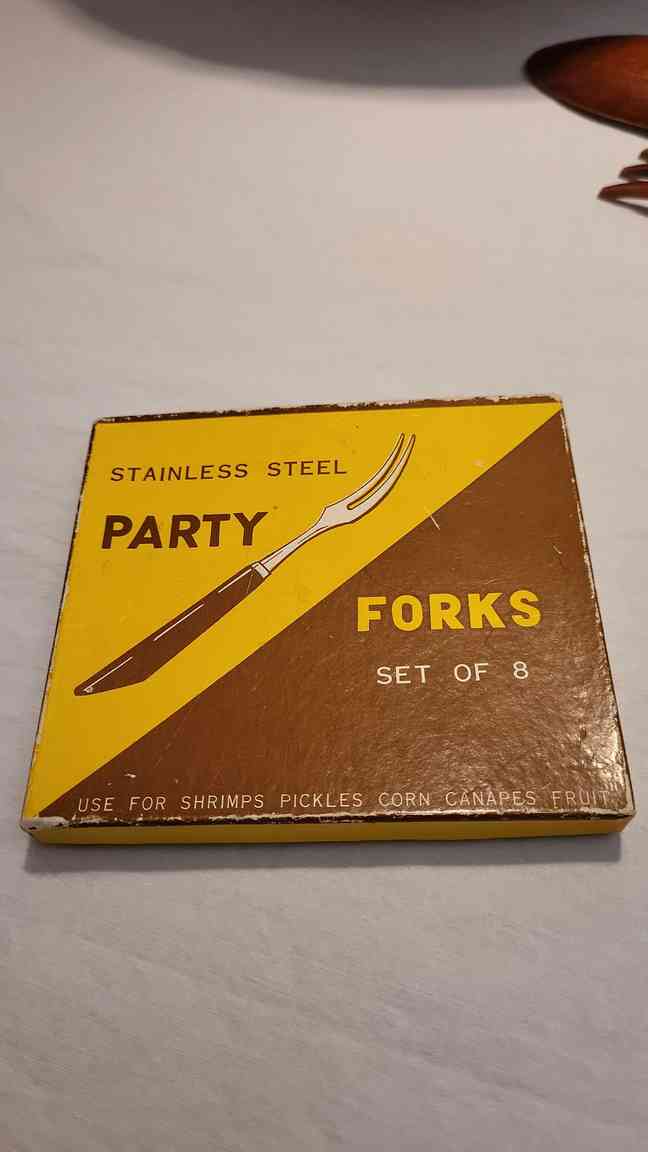 STAINLESS STEEL
PARTY
FORKS
SET OF 8
USE FOR SHRIMPS PICKLES CORN CANAPES FRUIT